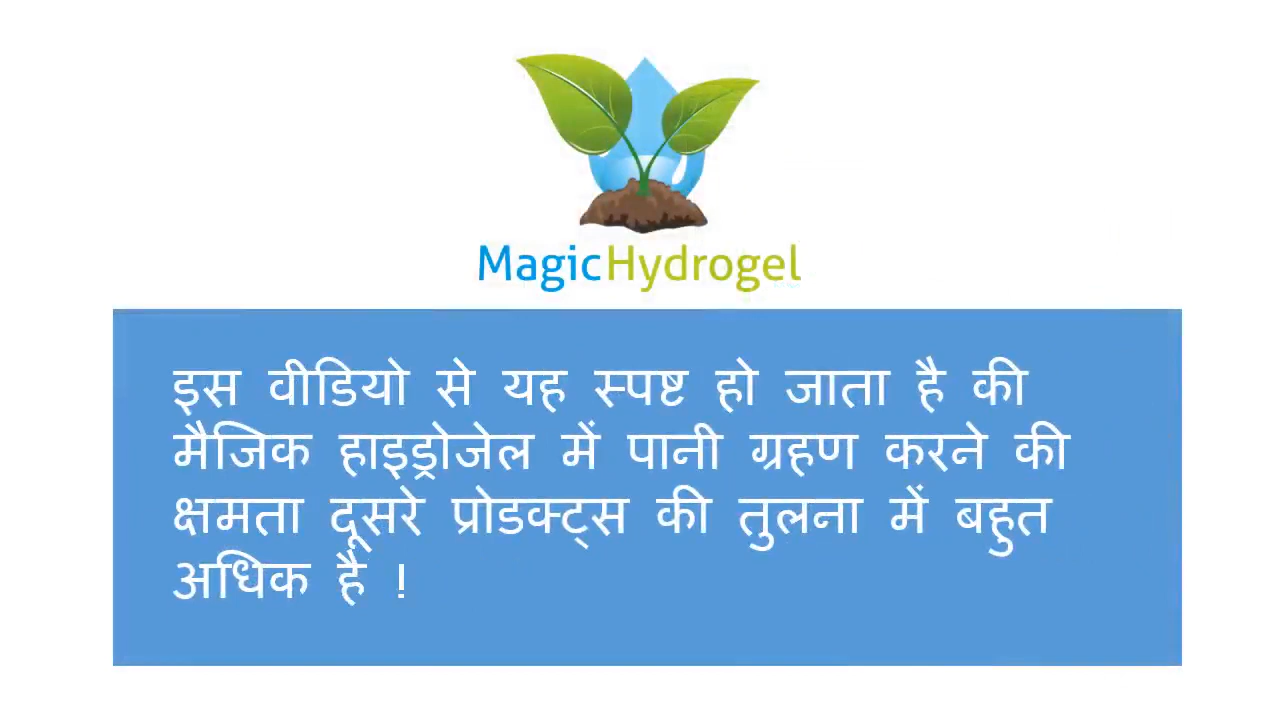 MagicHydrogel
इस वीडियो से यह स्पष्ट हो जाता है की
मैजिक हाइड्रोजेल में पानी ग्रहण करने की
क्षमता दूसरे प्रोडक्ट्स की तुलना में बहुत
अधिक है !